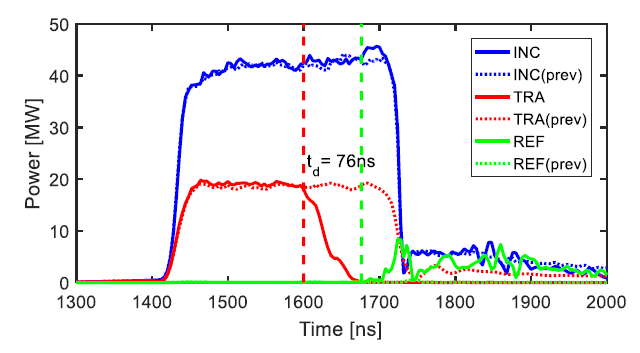 50
40
30
20
10
0
Power [MW]
INC
INC(prev)
TRA
TRA(prev)
REF
REF(prev)
t_d= 76ns
1300 1400 1500 1600 1700 1800 1900 2000
Time [ns]